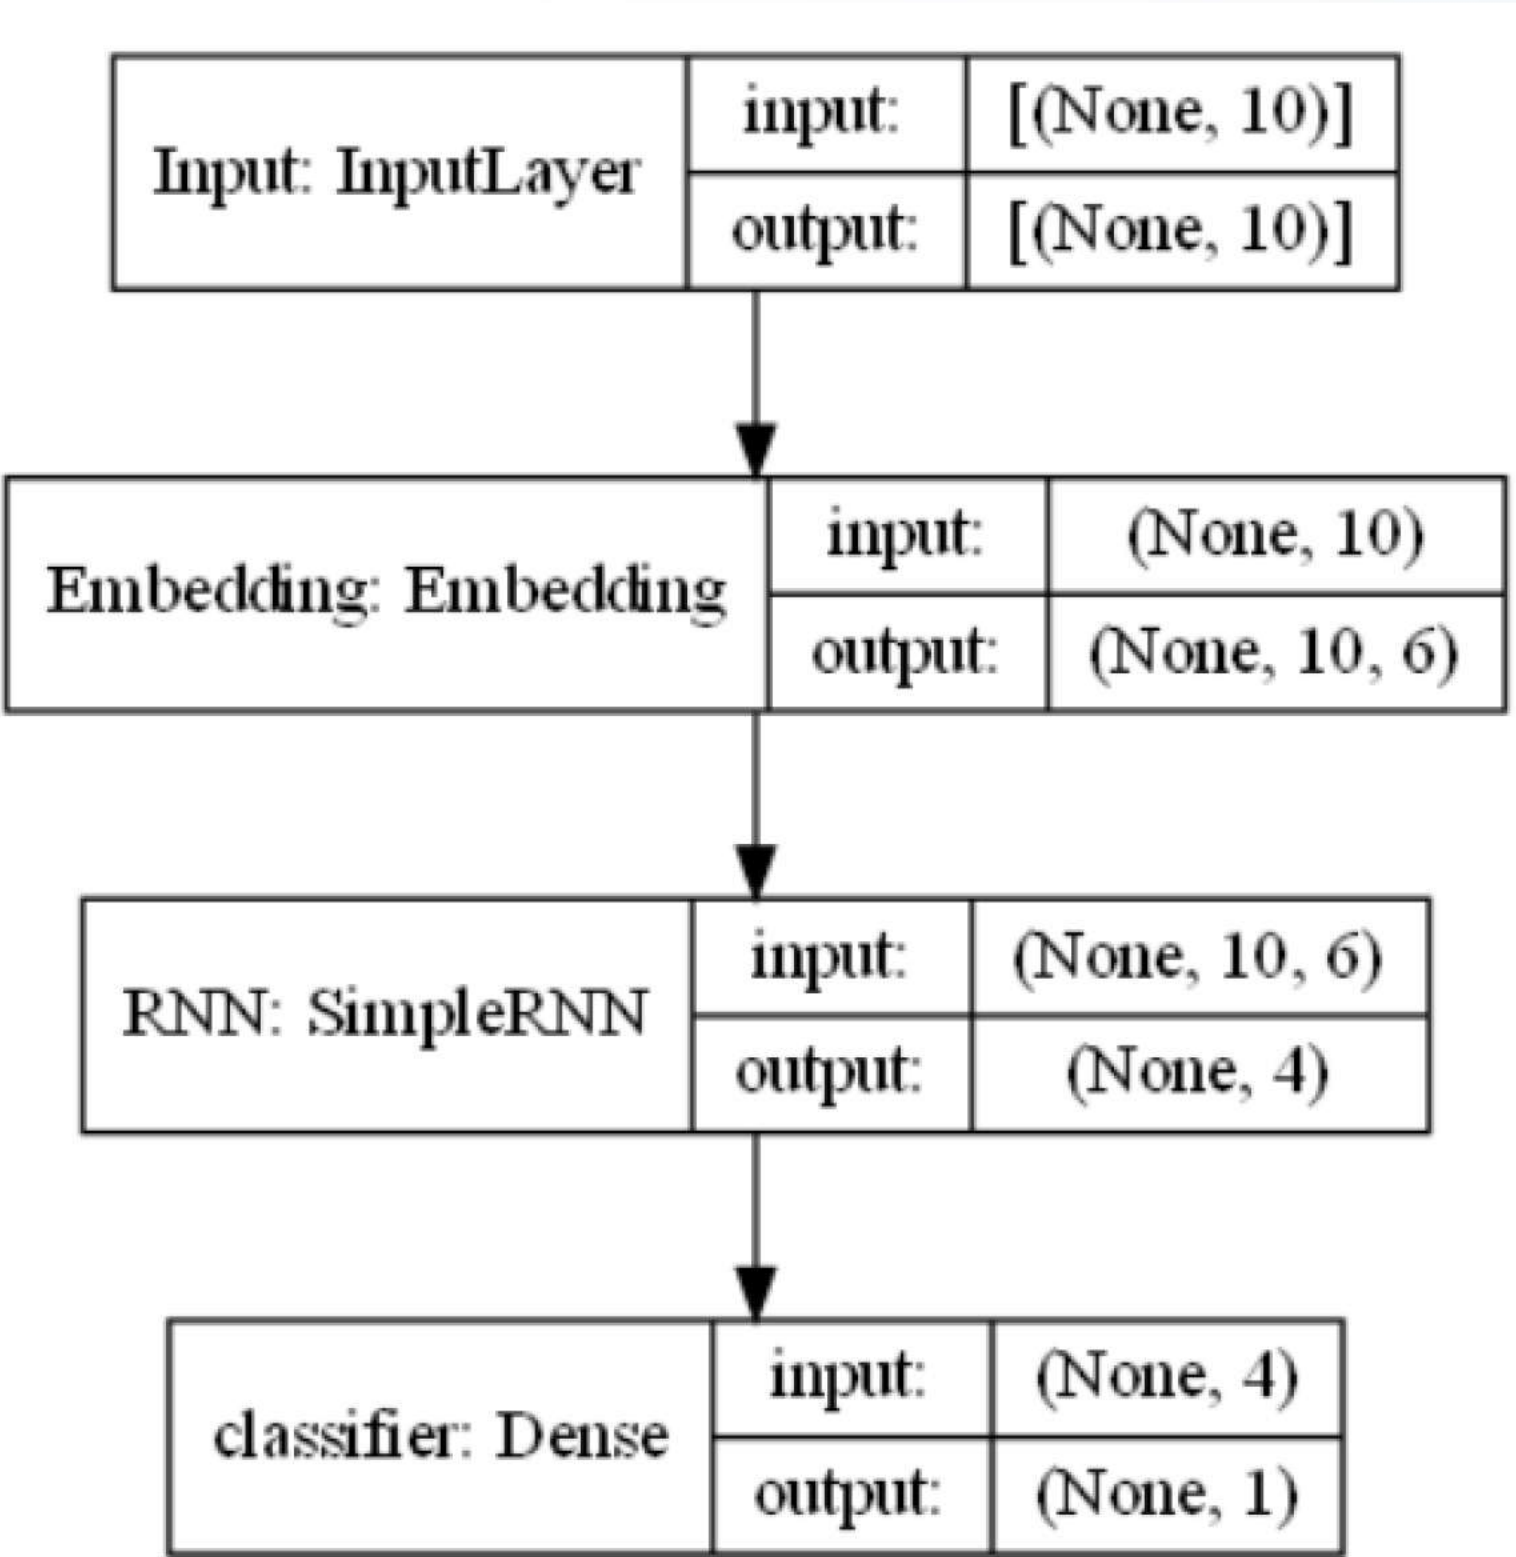 Input: InputLayer
input: [(None, 10)]
output: [(None, 10)]
Embedding: Embedding
input: (None, 10)
output: (None, 10, 6)
RNN: SimpleRNN
input: (None, 10, 6)
output: (None, 4)
classifier: Dense
input: (None, 4)
output: (None, 1)